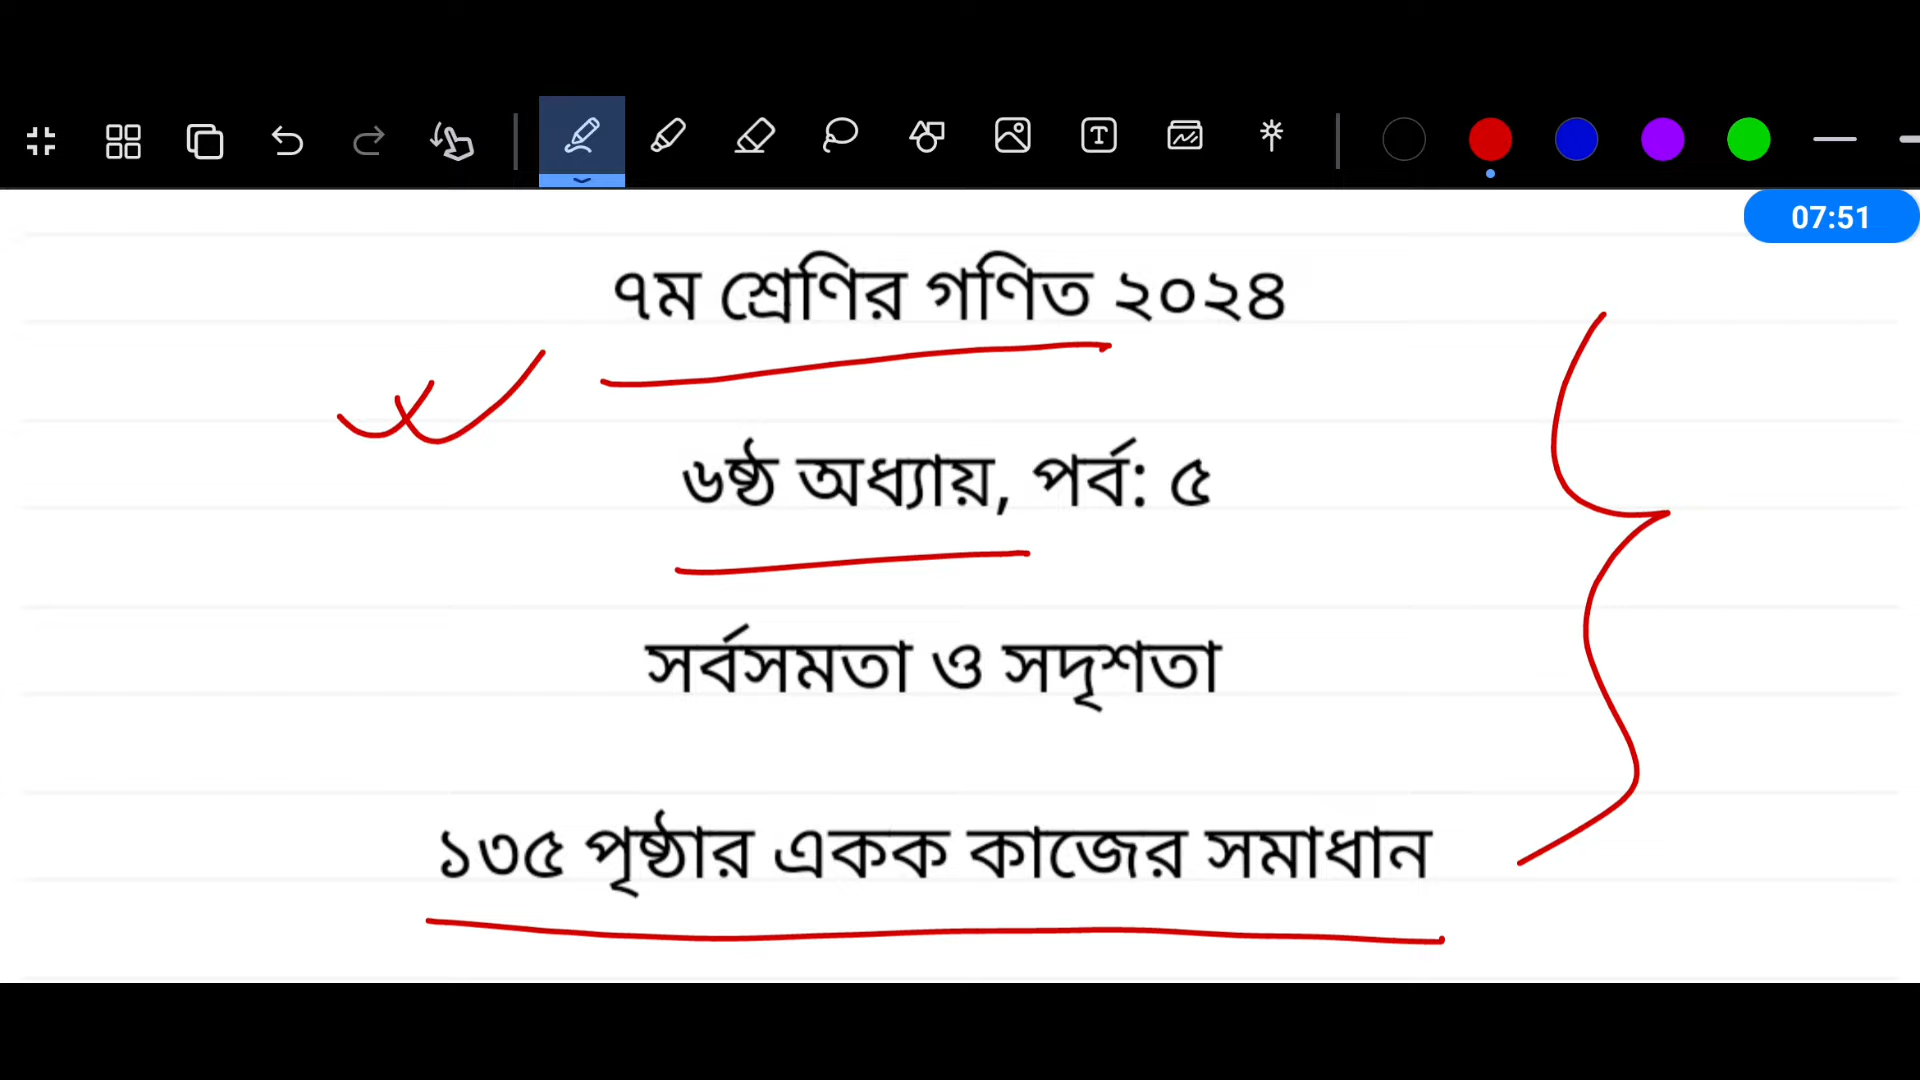 07:51
৭ম শ্রেণির গণিত ২০২৪
৬ষ্ঠ অধ্যায়, পর্ব: ৫
সর্বসমতা ও সদৃশতা
১৩৫ পৃষ্ঠার একক কাজের সমাধান